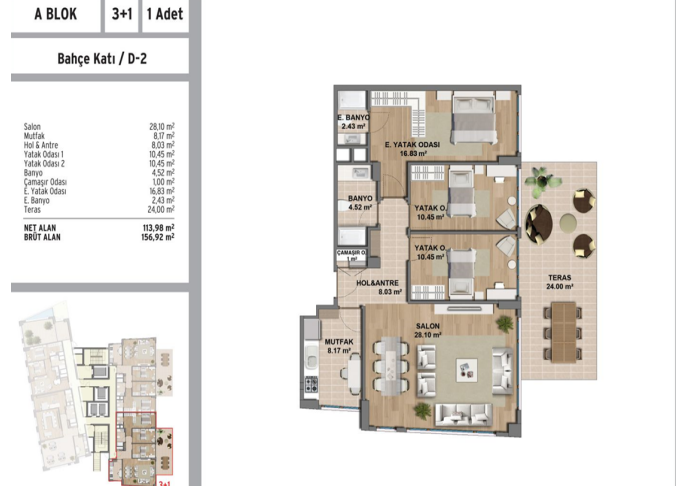 A BLOK 3+1 1 Adet
Bahçe Katı / D-2
Salon 28,10 m²
Mutfak 8,17 m²
Hol & Antre 8,03 m²
Yatak Odası 1 10,45 m²
Yatak Odası 2 10,45 m²
Banyo 4,52 m²
Çamaşır Odası 1,00 m²
E. Yatak Odası 16,83 m²
E. Banyo 2,43 m²
Teras 24,00 m²
NET ALAN 113,98 m²
BRÜT ALAN 156,92 m²
3+1
E. BANYO
2.43 m²
E. YATAK ODASI
16.83 m²
BANYO
4.52 m²
YATAK O.
10.45 m²
YATAK O.
10.45 m²
ÇAMAŞIR O.
1 m²
HOL&ANTRE
8.03 m²
TERAS
24.00 m²
MUTFAK
8.17 m²
SALON
28.10 m²